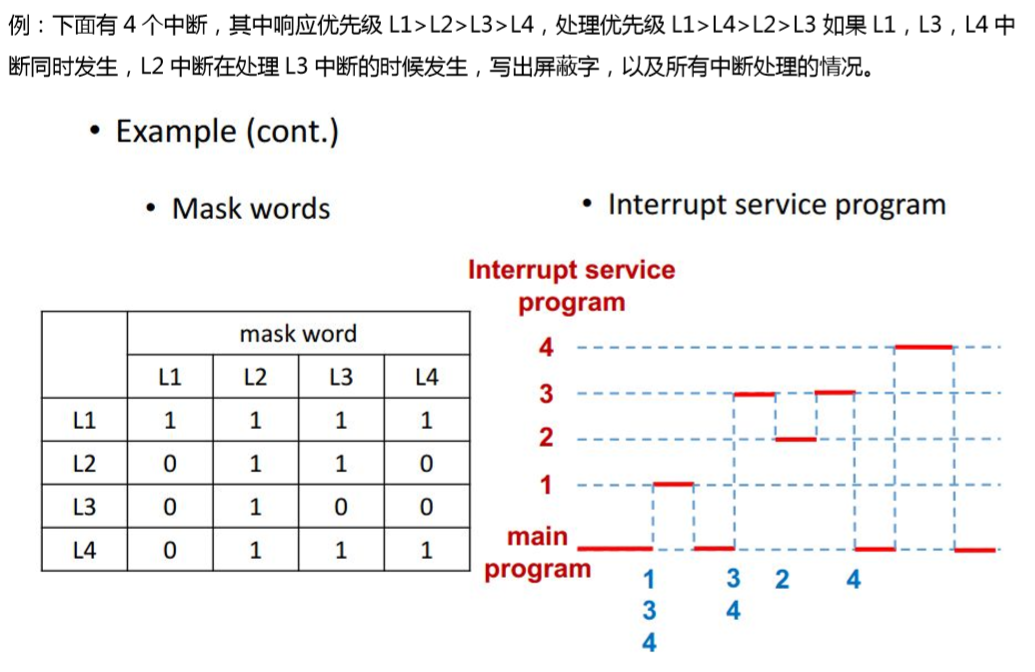 例：下面有 4 个中断，其中响应优先级 L1>L2>L3>L4，处理优先级 L1>L4>L2>L3 如果 L1，L3，L4 中
断同时发生，L2 中断在处理 L3 中断的时候发生，写出屏蔽字，以及所有中断处理的情况。
• Example (cont.)
• Mask words
mask word
L1 L2 L3 L4
L1 1 1 1 1
L2 0 1 1 0
L3 0 1 0 0
L4 0 1 1 1
• Interrupt service program
Interrupt service
program
4
3
2
1
main
program
1 3 2 4
3 4
4